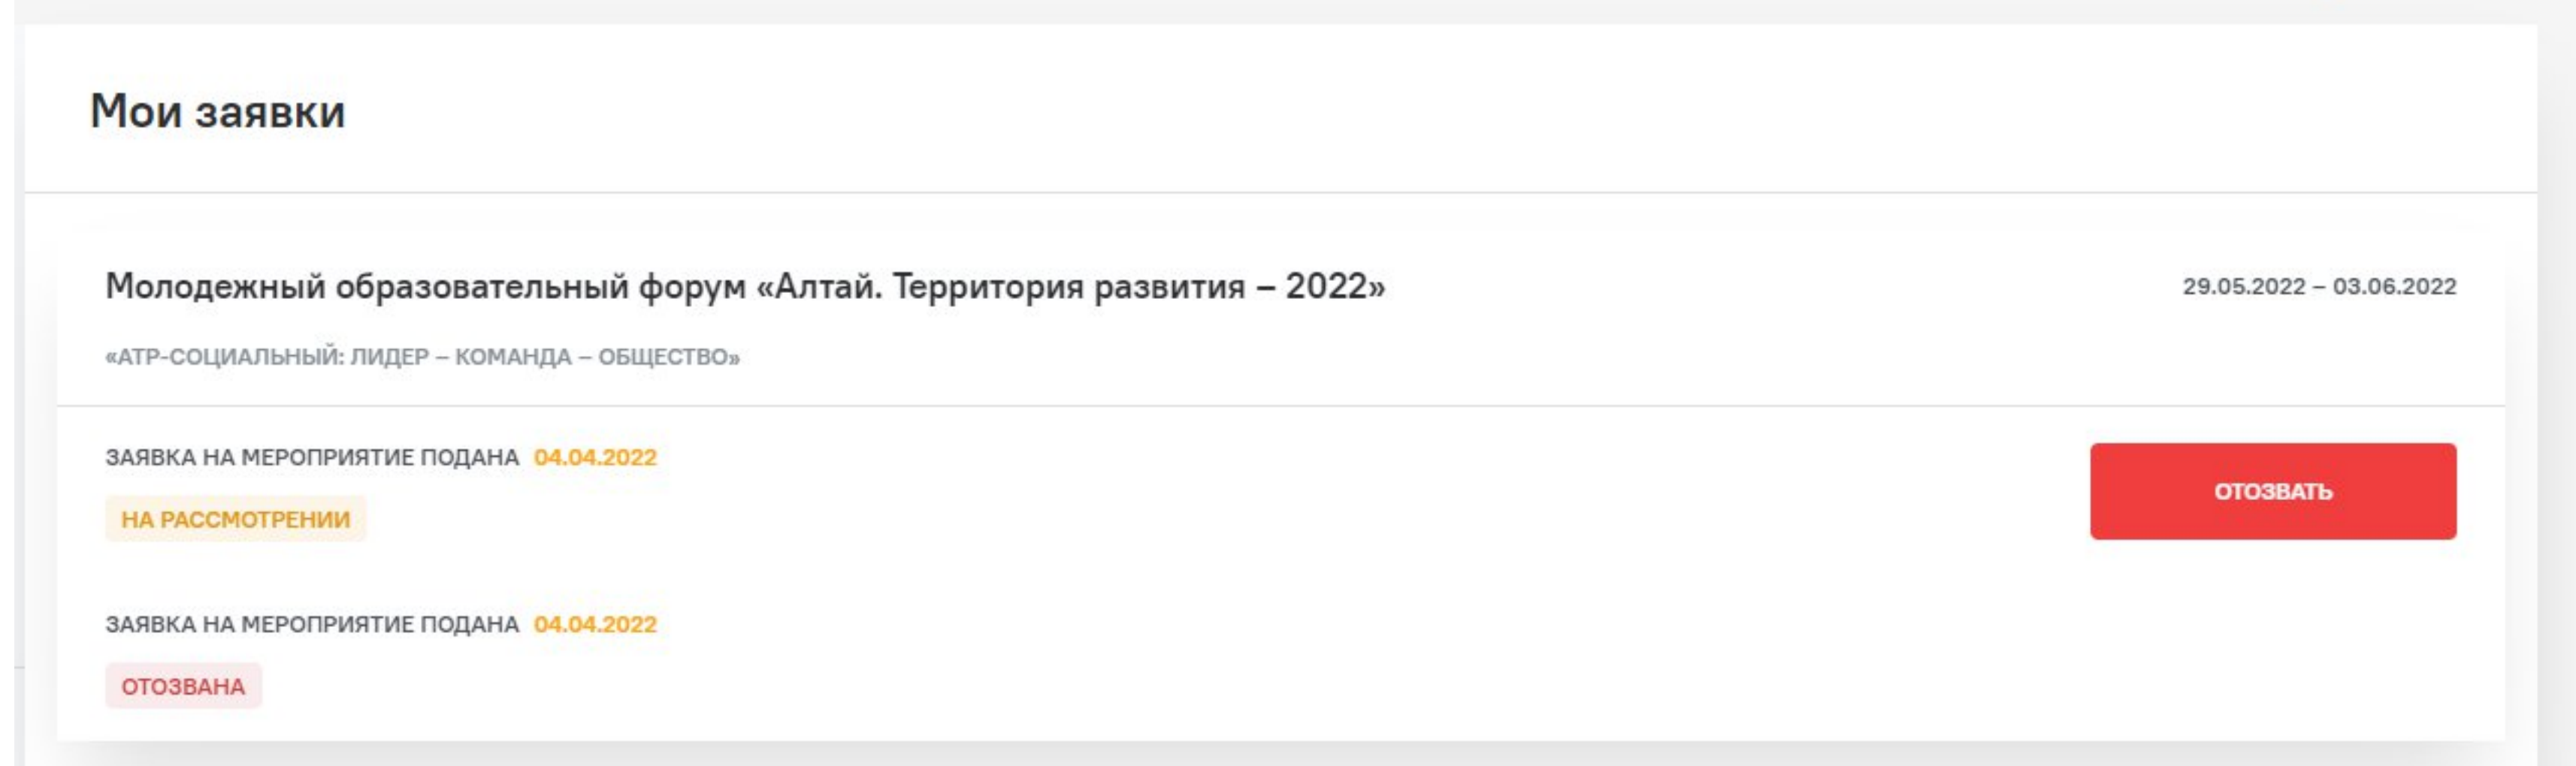 Мои заявки
Молодежный образовательный форум «Алтай. Территория развития – 2022»
29.05.2022 – 03.06.2022
«АТР-СОЦИАЛЬНЫЙ: ЛИДЕР – КОМАНДА – ОБЩЕСТВО»
ЗАЯВКА НА МЕРОПРИЯТИЕ ПОДАНА 04.04.2022
ОТОЗВАТЬ
НА РАССМОТРЕНИИ
ЗАЯВКА НА МЕРОПРИЯТИЕ ПОДАНА 04.04.2022
ОТОЗВАНА